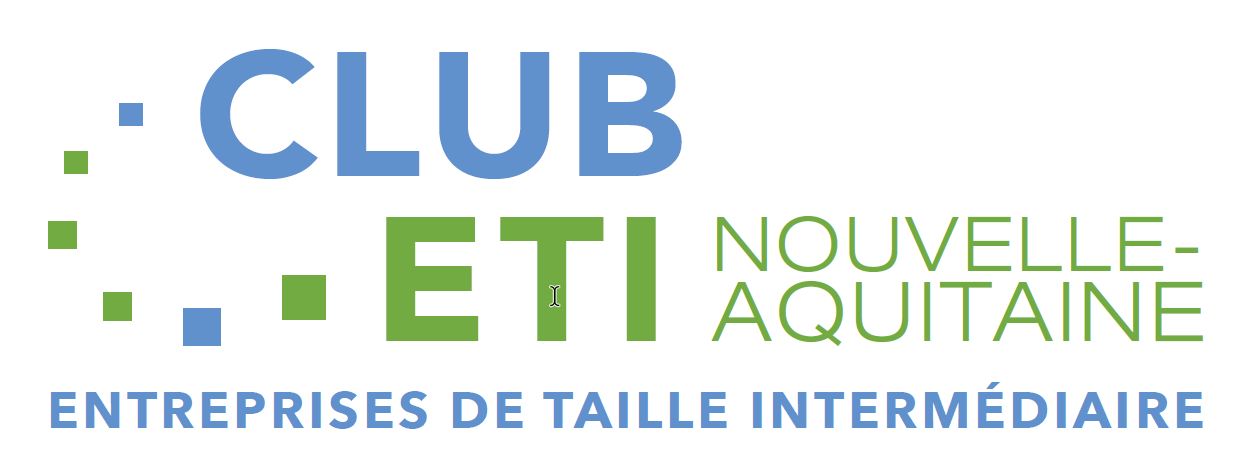 CLUB
ETI NOUVELLE-
AQUITAINE
ENTREPRISES DE TAILLE INTERMÉDIAIRE